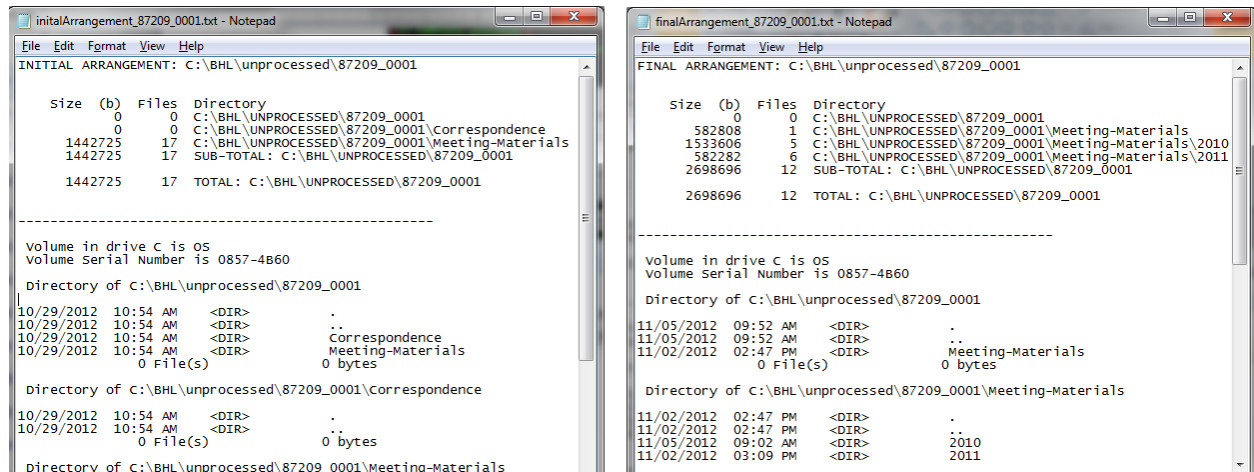 initalArrangement_87209_0001.txt - Notepad
File Edit Format View Help
INITIAL ARRANGEMENT: C:\BHL\unprocessed\87209_0001
Size (b) Files Directory
0 0 C:\BHL\UNPROCESSED\87209_0001
0 0 C:\BHL\UNPROCESSED\87209_0001\Correspondence
1442725 17 C:\BHL\UNPROCESSED\87209_0001\Meeting-Materials
1442725 17 SUB-TOTAL: C:\BHL\UNPROCESSED\87209_0001
1442725 17 TOTAL: C:\BHL\UNPROCESSED\87209_0001
----------------------------------------------------
Volume in drive C is OS
Volume Serial Number is 0857-4B60
Directory of C:\BHL\unprocessed\87209_0001
10/29/2012 10:54 AM <DIR> .
10/29/2012 10:54 AM <DIR> ..
10/29/2012 10:54 AM <DIR> Correspondence
10/29/2012 10:54 AM <DIR> Meeting-Materials
0 File(s) 0 bytes
Directory of C:\BHL\unprocessed\87209_0001\Correspondence
10/29/2012 10:54 AM <DIR> .
10/29/2012 10:54 AM <DIR> ..
0 File(s) 0 bytes
Directory of C:\BHL\unprocessed\87209_0001\Meeting-Materials
finalArrangement_87209_0001.txt - Notepad
File Edit Format View Help
FINAL ARRANGEMENT: C:\BHL\unprocessed\87209_0001
Size (b) Files Directory
0 0 C:\BHL\UNPROCESSED\87209_0001
582808 1 C:\BHL\UNPROCESSED\87209_0001\Meeting-Materials
1533606 5 C:\BHL\UNPROCESSED\87209_0001\Meeting-Materials\2010
582282 6 C:\BHL\UNPROCESSED\87209_0001\Meeting-Materials\2011
2698696 12 SUB-TOTAL: C:\BHL\UNPROCESSED\87209_0001
2698696 12 TOTAL: C:\BHL\UNPROCESSED\87209_0001
----------------------------------------------------
Volume in drive C is OS
Volume Serial Number is 0857-4B60
Directory of C:\BHL\unprocessed\87209_0001
11/05/2012 09:52 AM <DIR> .
11/05/2012 09:52 AM <DIR> ..
11/02/2012 02:47 PM <DIR> Meeting-Materials
0 File(s) 0 bytes
Directory of C:\BHL\unprocessed\87209_0001\Meeting-Materials
11/02/2012 02:47 PM <DIR> .
11/02/2012 02:47 PM <DIR> ..
11/05/2012 09:02 AM <DIR> 2010
11/02/2012 03:09 PM <DIR> 2011